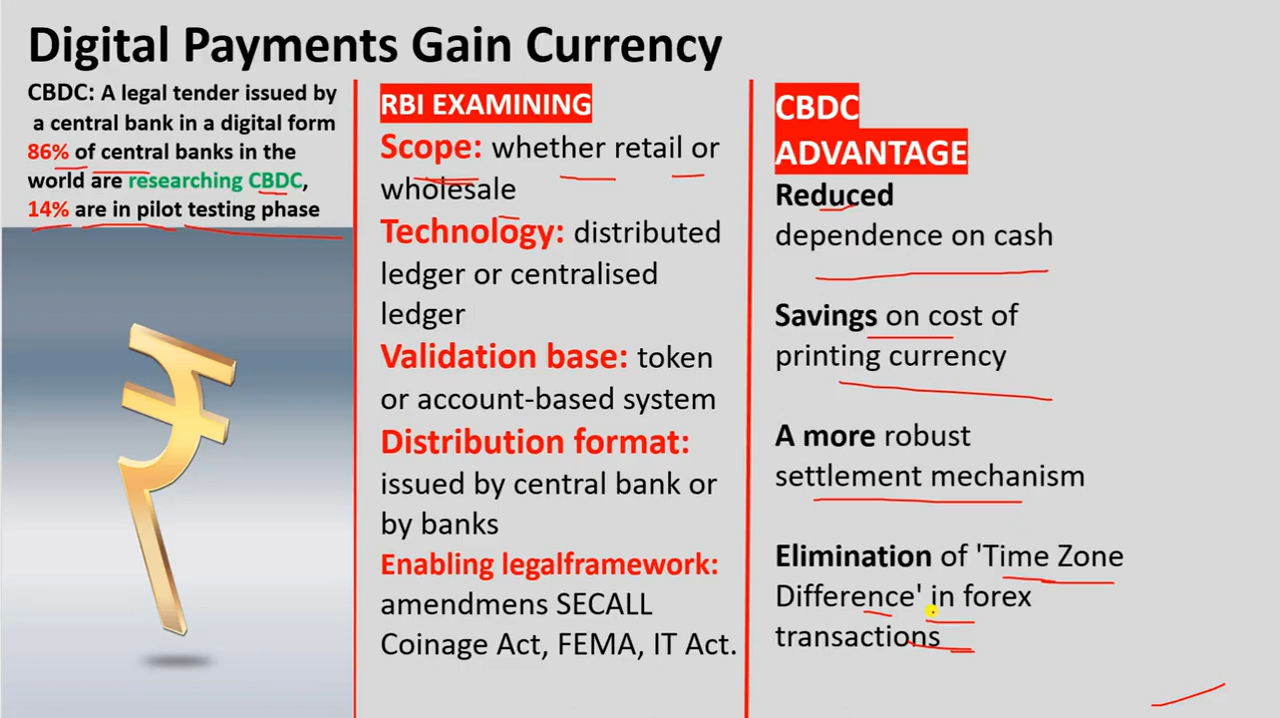 Digital Payments Gain Currency
CBDC: A legal tender issued by
a central bank in a digital form
86% of central banks in the
world are researching CBDC,
14% are in pilot testing phase
RBI EXAMINING
Scope: whether retail or
wholesale
Technology: distributed
ledger or centralised
ledger
Validation base: token
or account-based system
Distribution format:
issued by central bank or
by banks
Enabling legalframework:
amendmens SECALL
Coinage Act, FEMA, IT Act.
CBDC
ADVANTAGE
Reduced
dependence on cash
Savings on cost of
printing currency
A more robust
settlement mechanism
Elimination of 'Time Zone
Difference' in forex
transactions